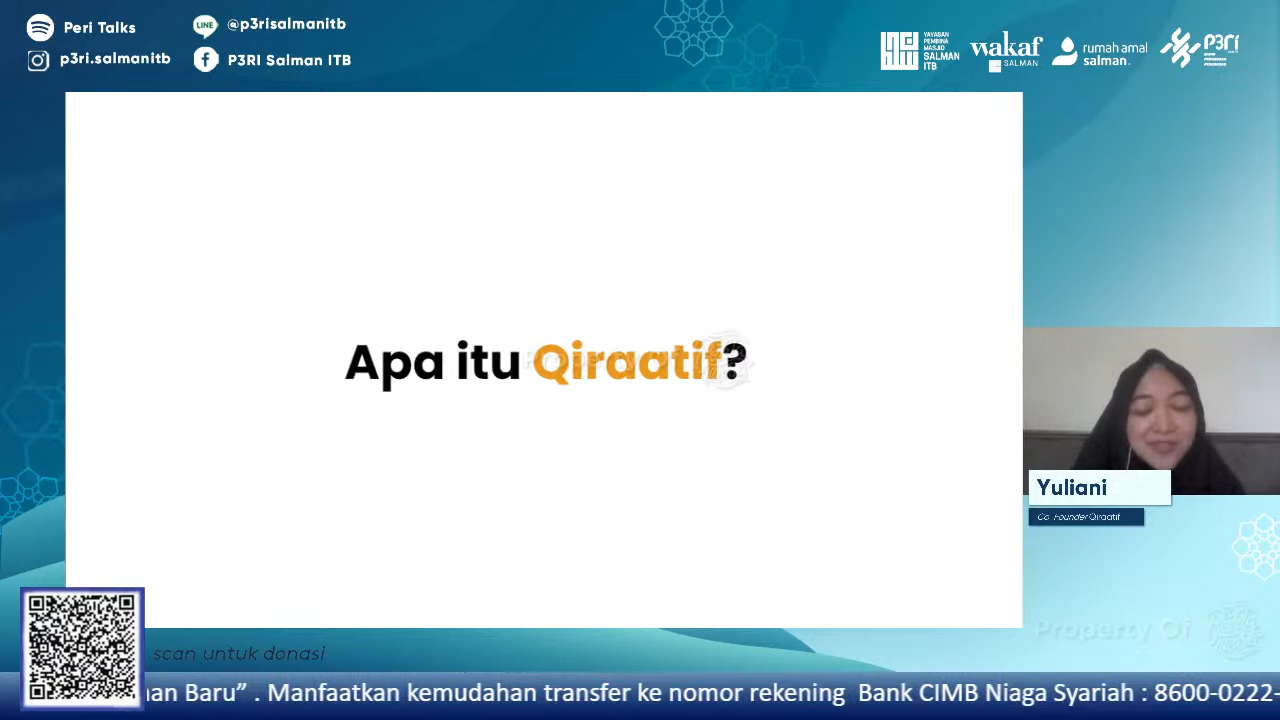 Peri Talks
@p3risalmanitb
p3ri.salmanitb
P3RI Salman ITB
LINE
YAYASAN
PEMBINA
MASJID
SALMAN
ITB
wakaf
SALMAN
rumah amal
salman.
P3Ri
Apa itu Qiraatif?
Yuliani
Co Founder Qiraatif
Property Of
scan untuk donasi
nan Baru” . Manfaatkan kemudahan transfer ke nomor rekening Bank CIMB Niaga Syariah : 8600-0222-